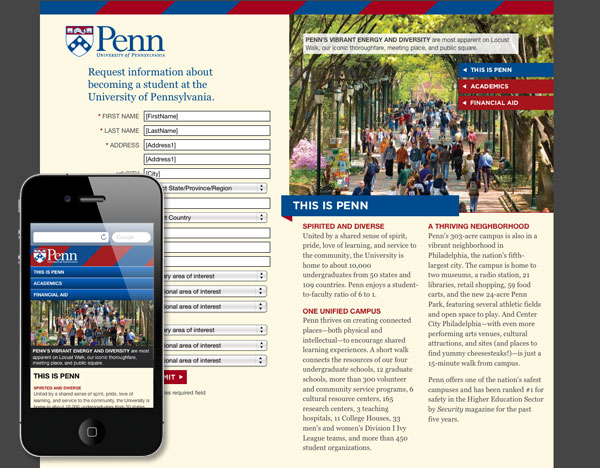 Penn
UNIVERSITY of PENNSYLVANIA
Request information about
becoming a student at the
University of Pennsylvania.
* FIRST NAME [FirstName]
* LAST NAME [LastName]
* ADDRESS [Address1]
[Address1]
[City]
State/Province/Region
Country
area of interest
area of interest
area of interest
area of interest
area of interest
area of interest
required field
PENN'S VIBRANT ENERGY AND DIVERSITY are most apparent on Locust
Walk, our iconic thoroughfare, meeting place, and public square.
THIS IS PENN
ACADEMICS
FINANCIAL AID
THIS IS PENN
SPIRITED AND DIVERSE
United by a shared sense of spirit,
pride, love of learning, and service to
the community, the University is
home to about 10,000
undergraduates from 50 states and
109 countries. Penn enjoys a student-
to-faculty ratio of 6 to 1.
ONE UNIFIED CAMPUS
Penn thrives on creating connected
places—both physical and
intellectual—to encourage shared
learning experiences. A short walk
connects the resources of our four
undergraduate schools, 12 graduate
schools, more than 300 volunteer
and community service programs, 6
cultural resource centers, 165
research centers, 3 teaching
hospitals, 11 College Houses, 33
men's and women's Division I Ivy
League teams, and more than 450
student organizations.
A THRIVING NEIGHBORHOOD
Penn's 303-acre campus is also in a
vibrant neighborhood in
Philadelphia, the nation's fifth-
largest city. The campus is home to
two museums, a radio station, 21
libraries, retail shopping, 59 food
carts, and the new 24-acre Penn
Park, featuring several athletic fields
and open space to play. And Center
City Philadelphia—with even more
performing arts venues, cultural
attractions, and sites (and places to
find yummy cheesesteaks!)—is just a
15-minute walk from campus.
Penn offers one of the nation's safest
campuses and has been ranked #1 for
safety in the Higher Education Sector
by Security magazine for the past
five years.
Google
Penn
UNIVERSITY of PENNSYLVANIA
THIS IS PENN
ACADEMICS
FINANCIAL AID
PENN'S VIBRANT ENERGY AND DIVERSITY are most
apparent on Locust Walk, our iconic thoroughfare, meeting
place, and public square.
THIS IS PENN
SPIRITED AND DIVERSE
United by a shared sense of spirit, pride, love of
learning, and service to the community, the University is
home to about 10,000 undergraduates from 50 states